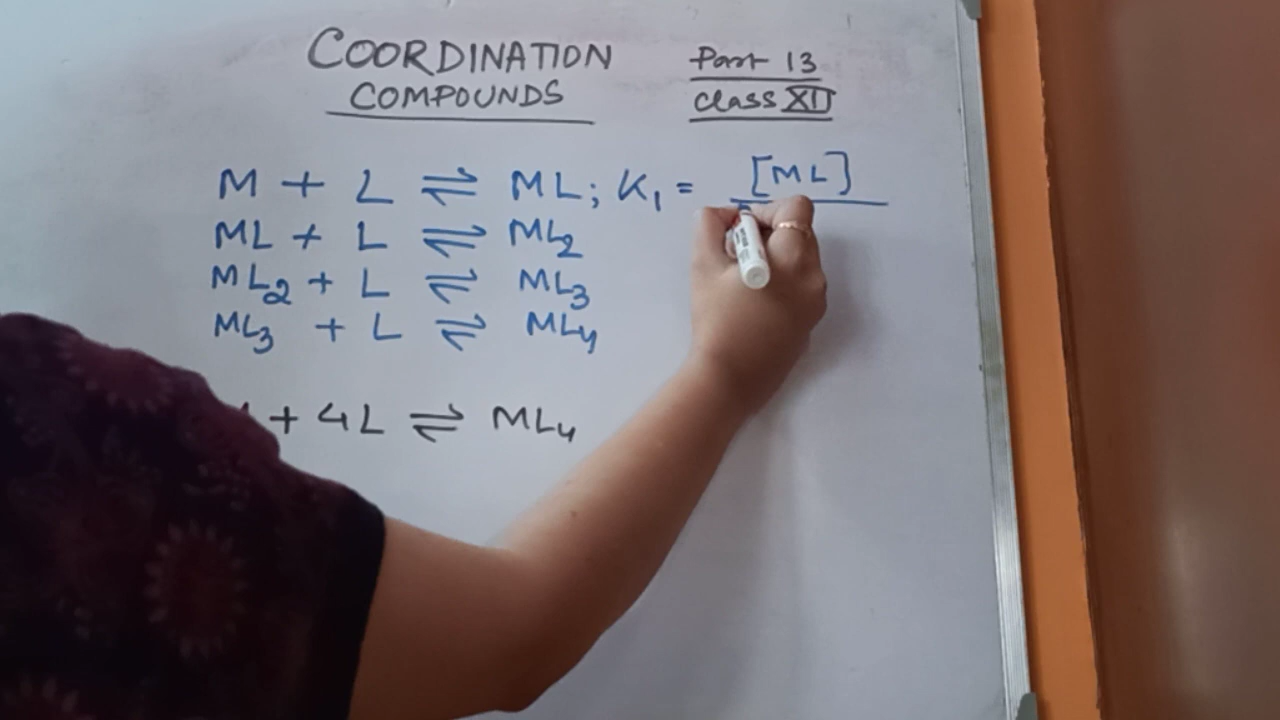 COORDINATION
COMPOUNDS
Part 13
Class XII
M + L ⇌ ML; K₁ = [ML]
ML + L ⇌ ML₂
ML₂ + L ⇌ ML₃
ML₃ + L ⇌ ML₄
+ 4L ⇌ ML₄